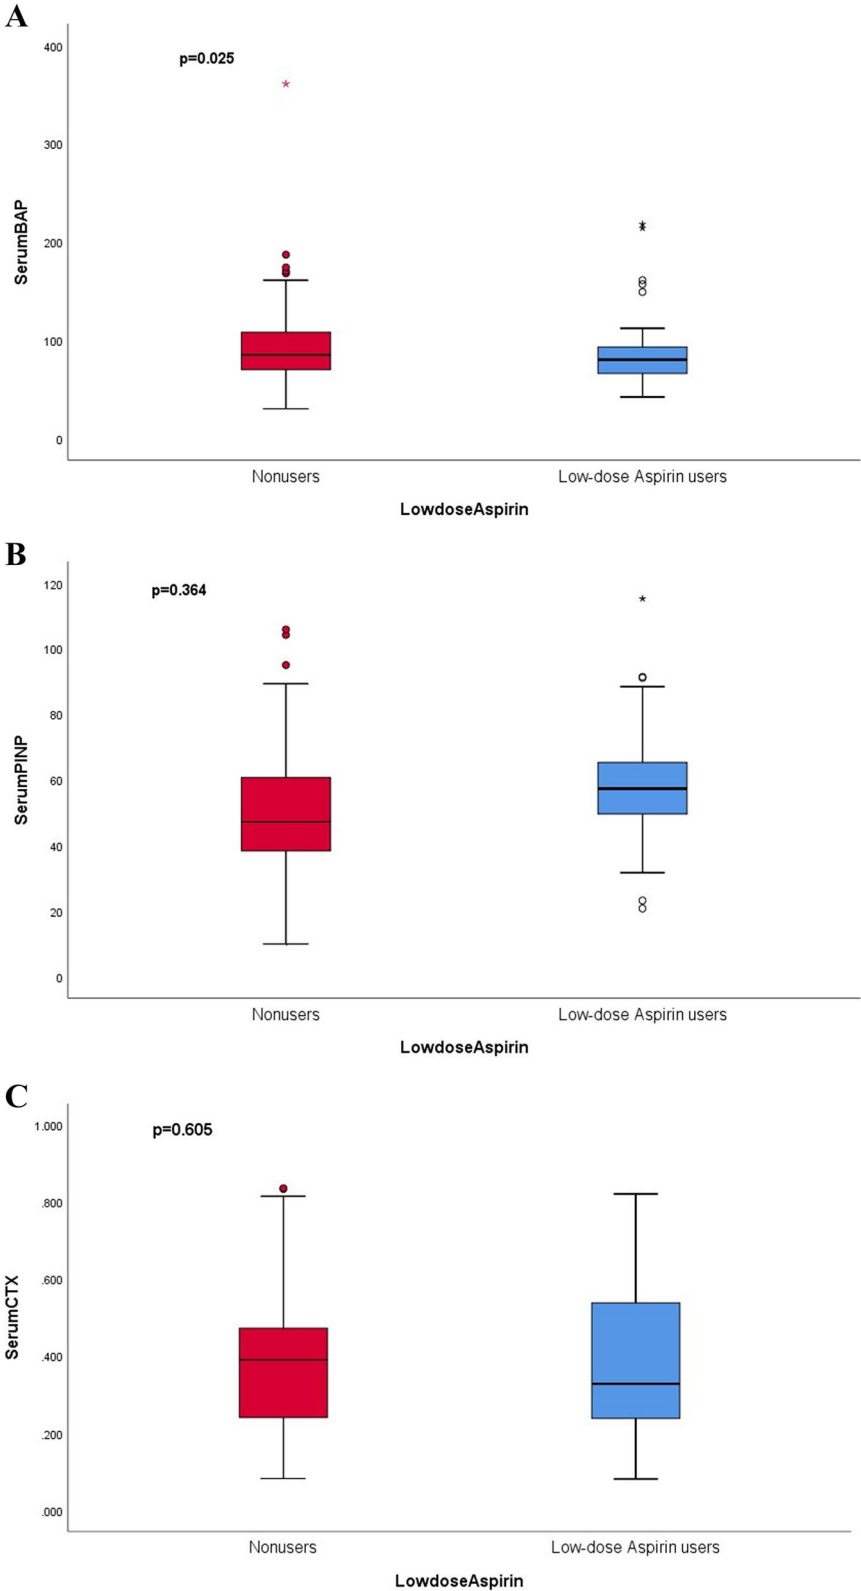 A
400
p=0.025
300
SerumBAP
200
100
0
Nonusers
Low-dose Aspirin users
LowdoseAspirin
B
120
p=0.364
100
80
SerumPINP
60
40
20
0
Nonusers
Low-dose Aspirin users
LowdoseAspirin
C
1.000
p=0.605
.800
.600
SerumCTX
.400
.200
.000
Nonusers
Low-dose Aspirin users
LowdoseAspirin